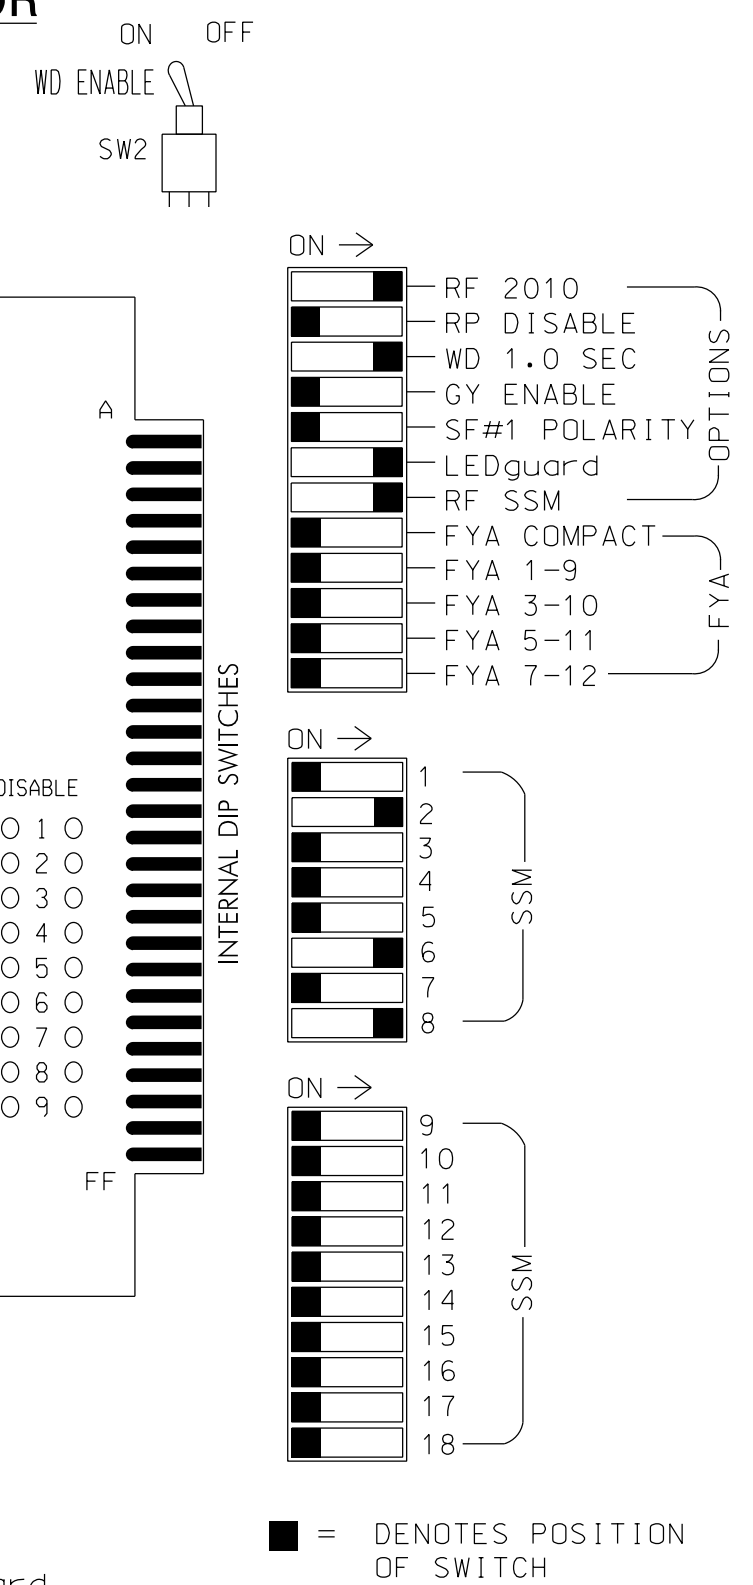 ON OFF
WD ENABLE
SW2
ON
RF 2010
RP DISABLE
WD 1.0 SEC
GY ENABLE
SF#1 POLARITY
LEDguard
RF SSM
OPTIONS
FYA COMPACT
FYA 1-9
FYA 3-10
FYA 5-11
FYA 7-12
FYA
A
FF
INTERNAL DIP SWITCHES
DISABLE
1
2
3
4
5
6
7
8
9
ON
1
2
3
4
5
6
7
8
SSM
ON
9
10
11
12
13
14
15
16
17
18
SSM
= DENOTES POSITION
OF SWITCH